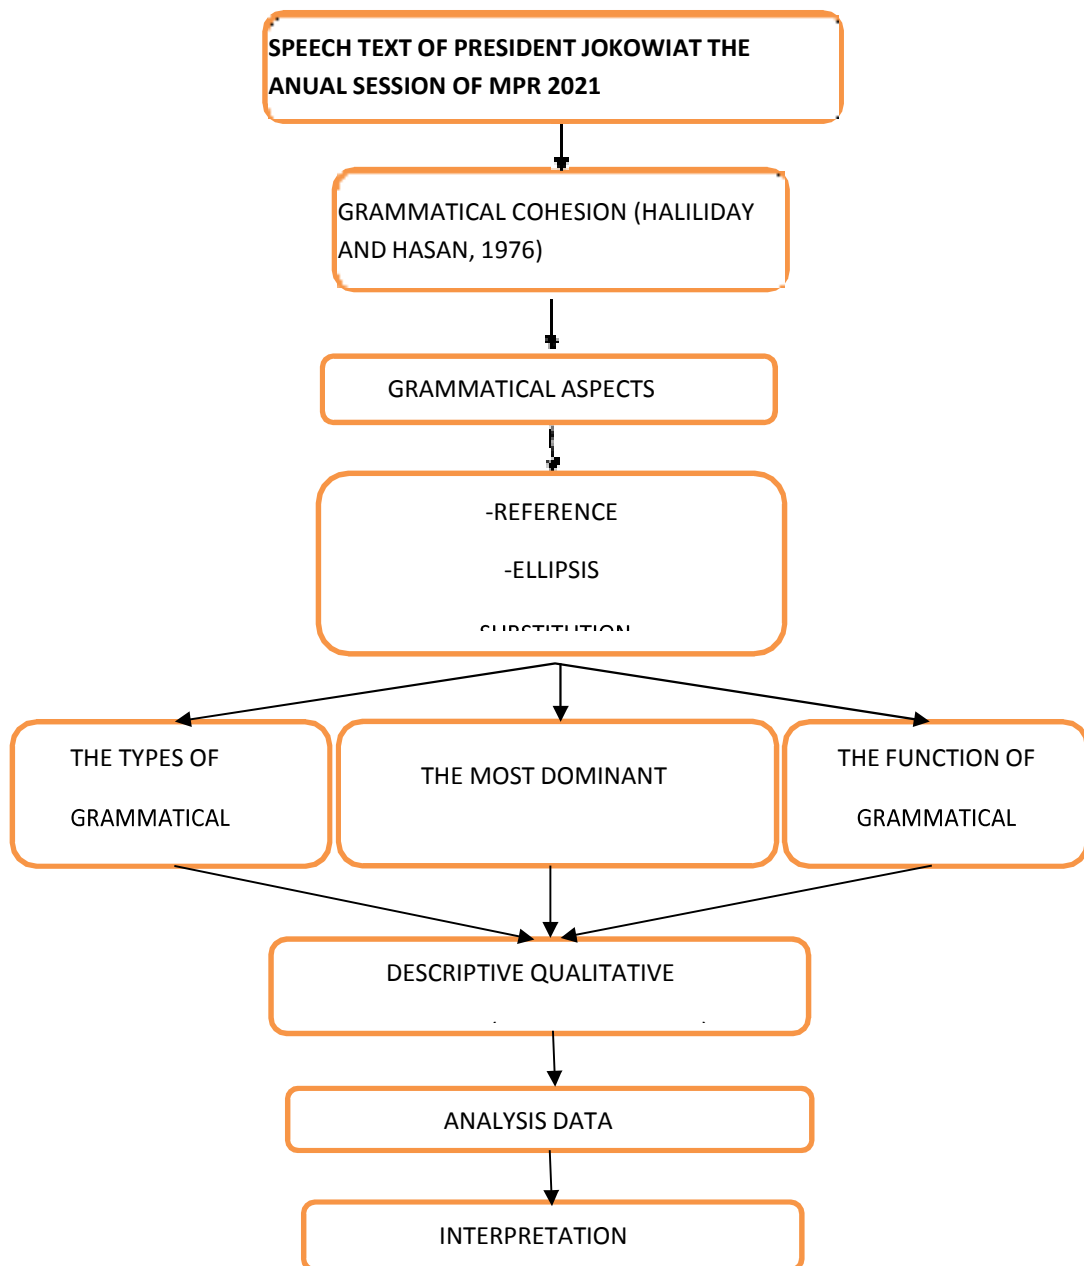 SPEECH TEXT OF PRESIDENT JOKOWIAT THE
ANUAL SESSION OF MPR 2021
GRAMMATICAL COHESION (HALILIDAY
AND HASAN, 1976)
GRAMMATICAL ASPECTS
-REFERENCE
-ELLIPSIS
SUBSTITUTION
THE TYPES OF
GRAMMATICAL
THE MOST DOMINANT
THE FUNCTION OF
GRAMMATICAL
DESCRIPTIVE QUALITATIVE
ANALYSIS DATA
INTERPRETATION